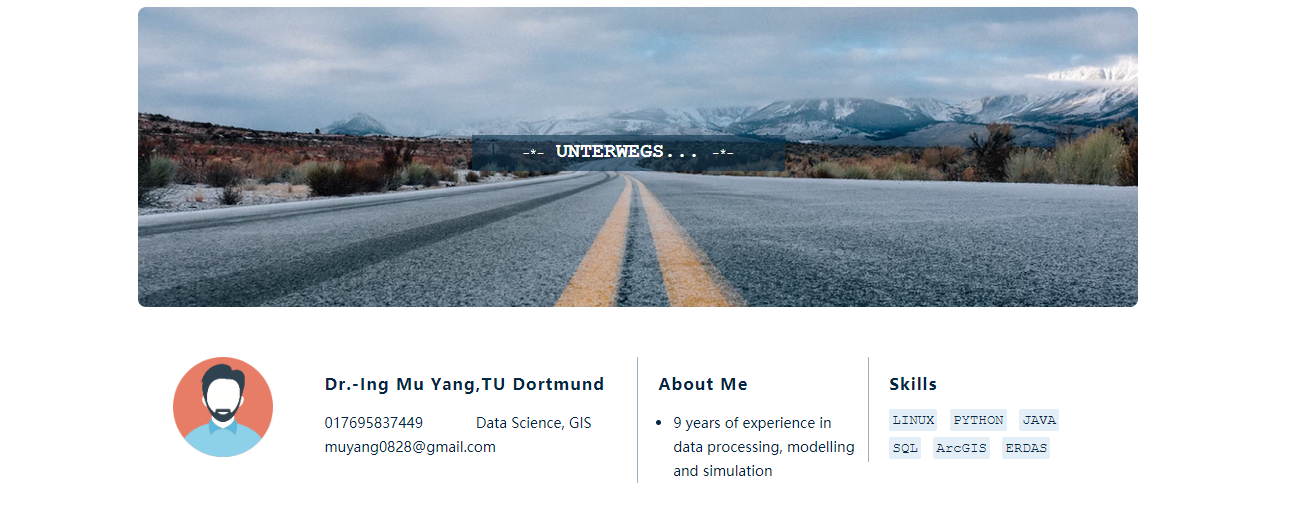 -*- UNTERWEGS... -*-
Dr.-Ing Mu Yang,TU Dortmund
017695837449 Data Science, GIS
muyang0828@gmail.com
About Me
• 9 years of experience in
data processing, modelling
and simulation
Skills
LINUX PYTHON JAVA
SQL ArcGIS ERDAS